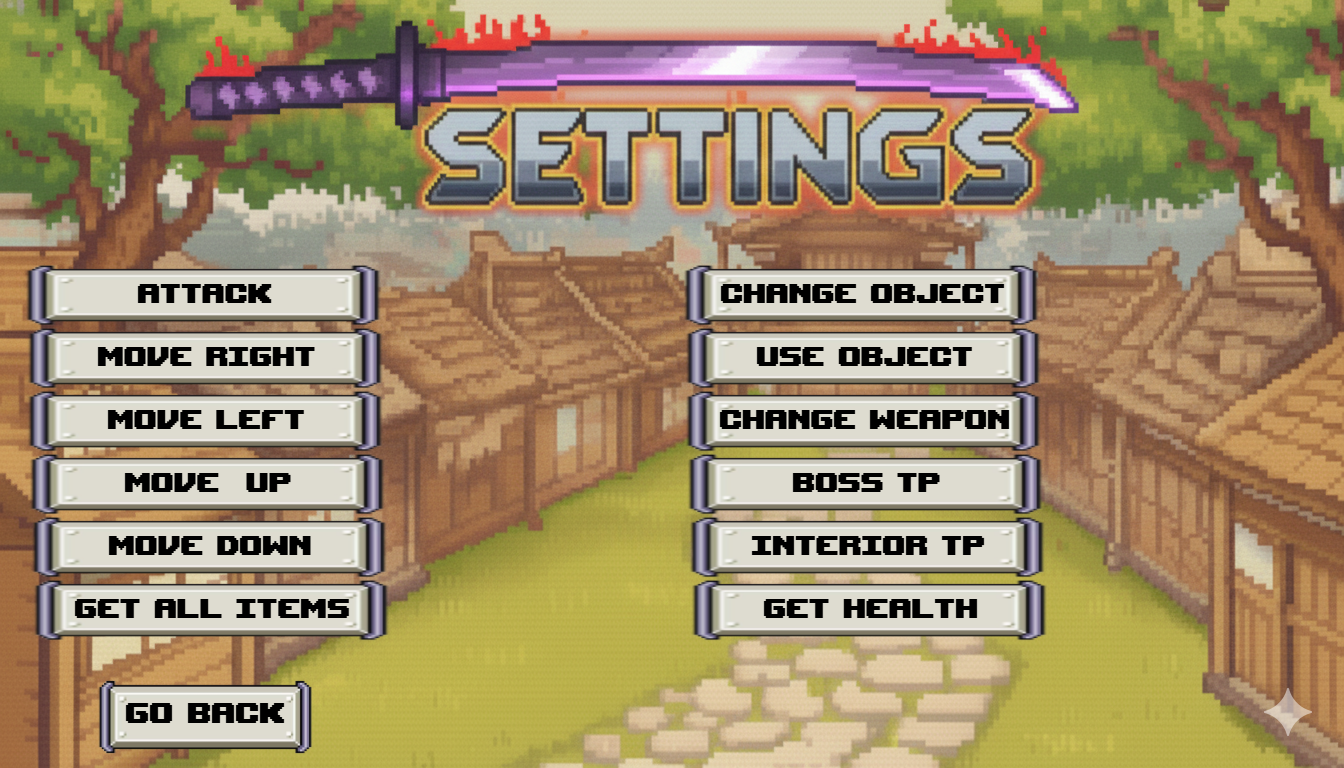 SETTINGS
ATTACK
MOVE RIGHT
MOVE LEFT
MOVE UP
MOVE DOWN
GET ALL ITEMS
CHANGE OBJECT
USE OBJECT
CHANGE WEAPON
BOSS TP
INTERIOR TP
GET HEALTH
GO BACK